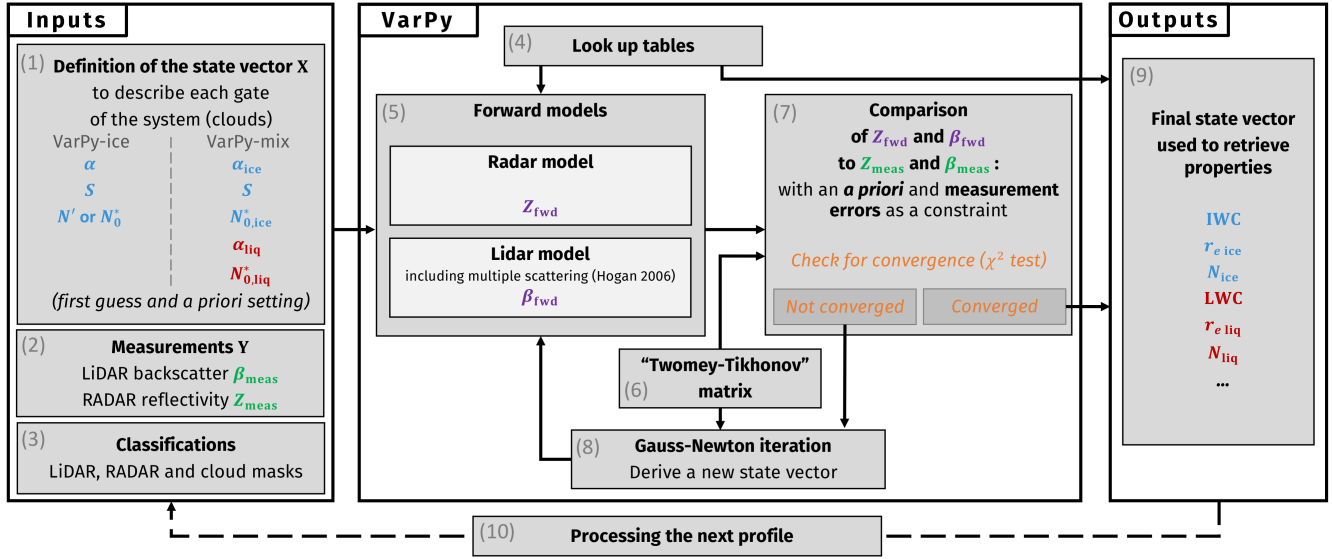 Inputs
(1)
Definition of the state vector X
to describe each gate
of the system (clouds)
VarPy-ice
VarPy-mix
α
α_ice
S
S
N′ or N₀*
N*_0,ice
α_liq
N*_0,liq
(first guess and a priori setting)
(2)
Measurements Y
LiDAR backscatter β_meas
RADAR reflectivity Z_meas
(3)
Classifications
LiDAR, RADAR and cloud masks
VarPy
(4)
Look up tables
(5)
Forward models
Radar model
Z_fwd
Lidar model
including multiple scattering (Hogan 2006)
β_fwd
(6)
“Twomey-Tikhonov”
matrix
(7)
Comparison
of Z_fwd and β_fwd
to Z_meas and β_meas :
with an a priori and measurement
errors as a constraint
Check for convergence (χ² test)
Not converged
Converged
(8)
Gauss-Newton iteration
Derive a new state vector
Outputs
(9)
Final state vector
used to retrieve
properties
IWC
r_e ice
N_ice
LWC
r_e liq
N_liq
...
(10)
Processing the next profile